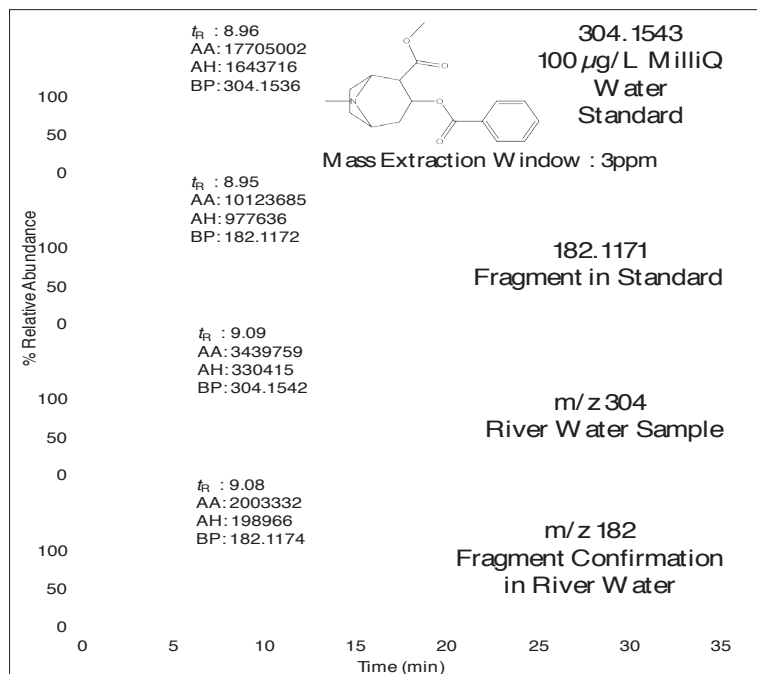 t_R : 8.96
AA: 17705002
AH: 1643716
BP: 304.1536
304.1543
100 µg/L MilliQ
Water
Standard
O
O
N
O
O
Mass Extraction Window : 3ppm
100
50
0
t_R : 8.95
AA: 10123685
AH: 977636
BP: 182.1172
182.1171
Fragment in Standard
100
50
0
% Relative Abundance
t_R : 9.09
AA: 3439759
AH: 330415
BP: 304.1542
m/z 304
River Water Sample
100
50
0
t_R : 9.08
AA: 2003332
AH: 198966
BP: 182.1174
m/z 182
Fragment Confirmation
in River Water
100
50
0
0 5 10 15 20 25 30 35
Time (min)